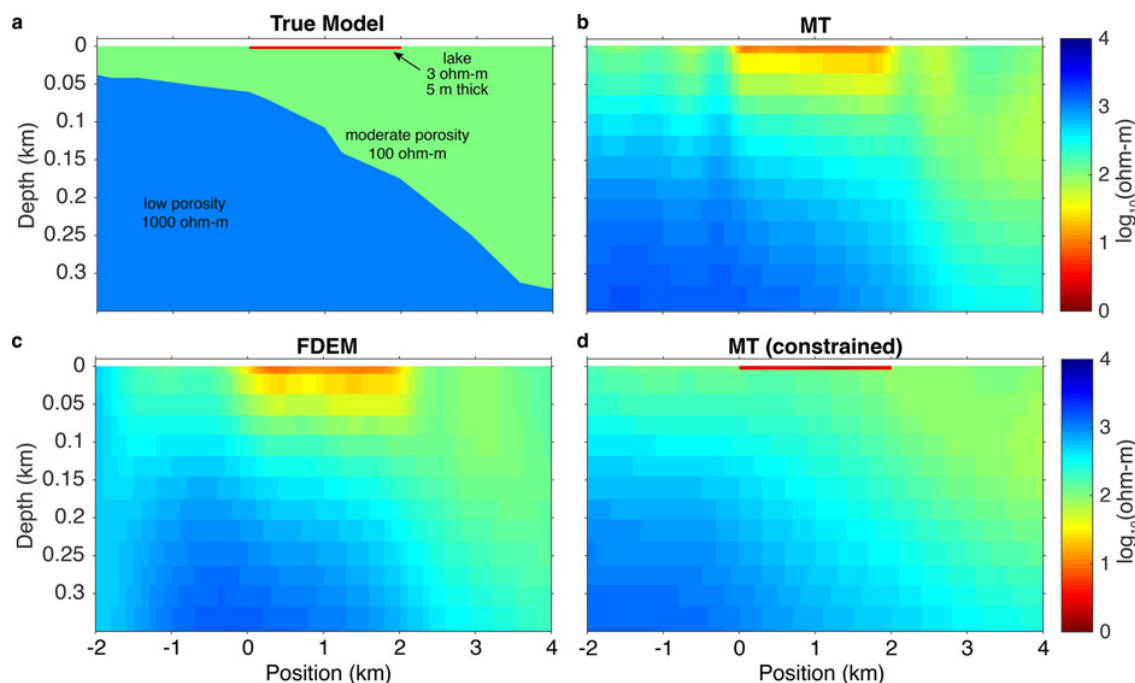 a
True Model
0
0.05
0.1
0.15
0.2
0.25
0.3
Depth (km)
lake
3 ohm-m
5 m thick
moderate porosity
100 ohm-m
low porosity
1000 ohm-m
b
MT
4
3
2
1
0
log10(ohm-m)
c
FDEM
0
0.05
0.1
0.15
0.2
0.25
0.3
Depth (km)
-2 -1 0 1 2 3 4
Position (km)
d
MT (constrained)
-2 -1 0 1 2 3 4
Position (km)
4
3
2
1
0
log10(ohm-m)